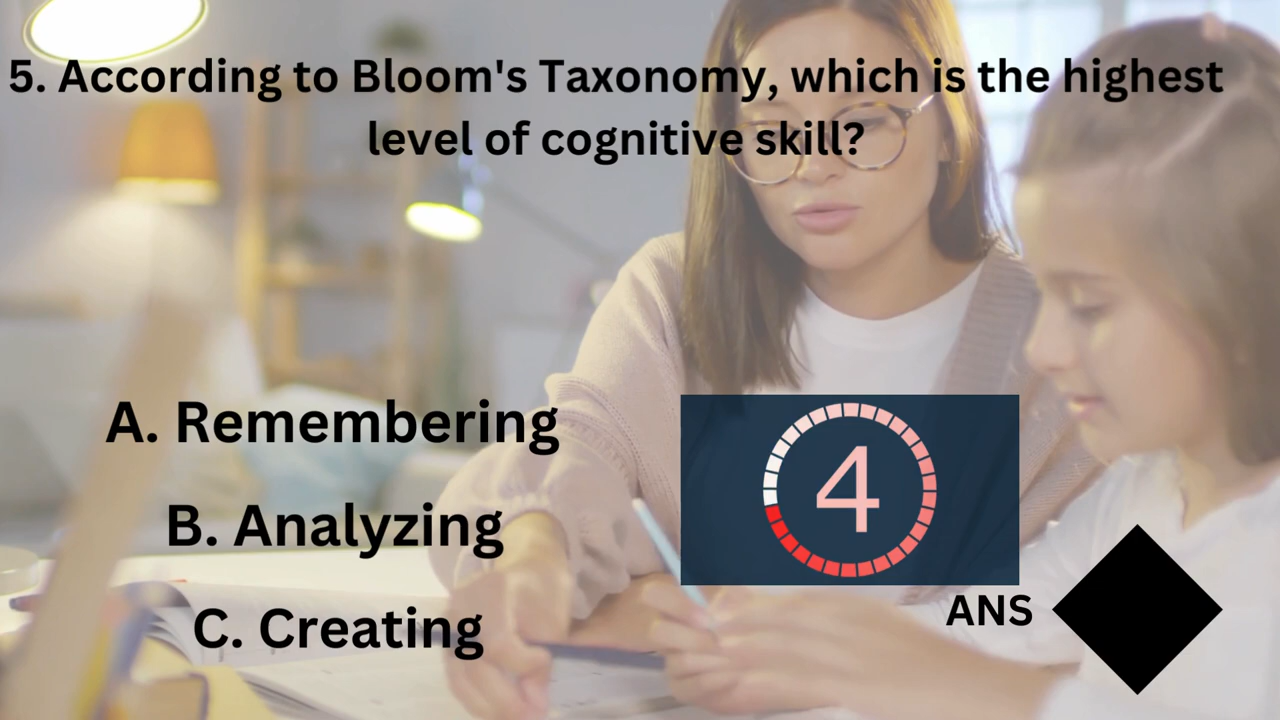 5. According to Bloom's Taxonomy, which is the highest
level of cognitive skill?
A. Remembering
B. Analyzing
C. Creating
4
ANS